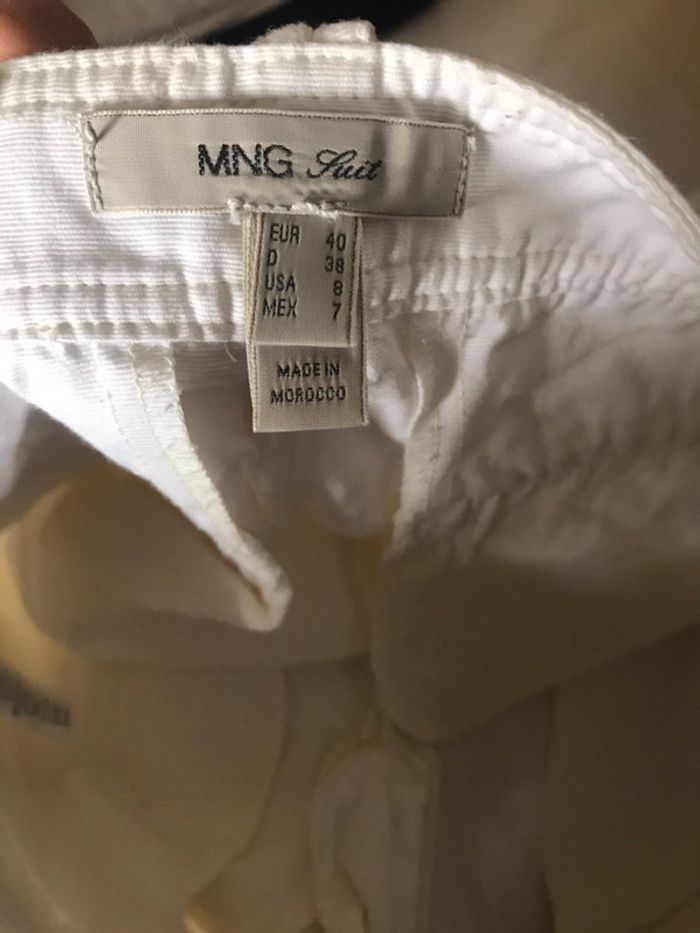 MNG Suit
EUR 40
D 38
USA 8
MEX 7
MADE IN
MOROCCO